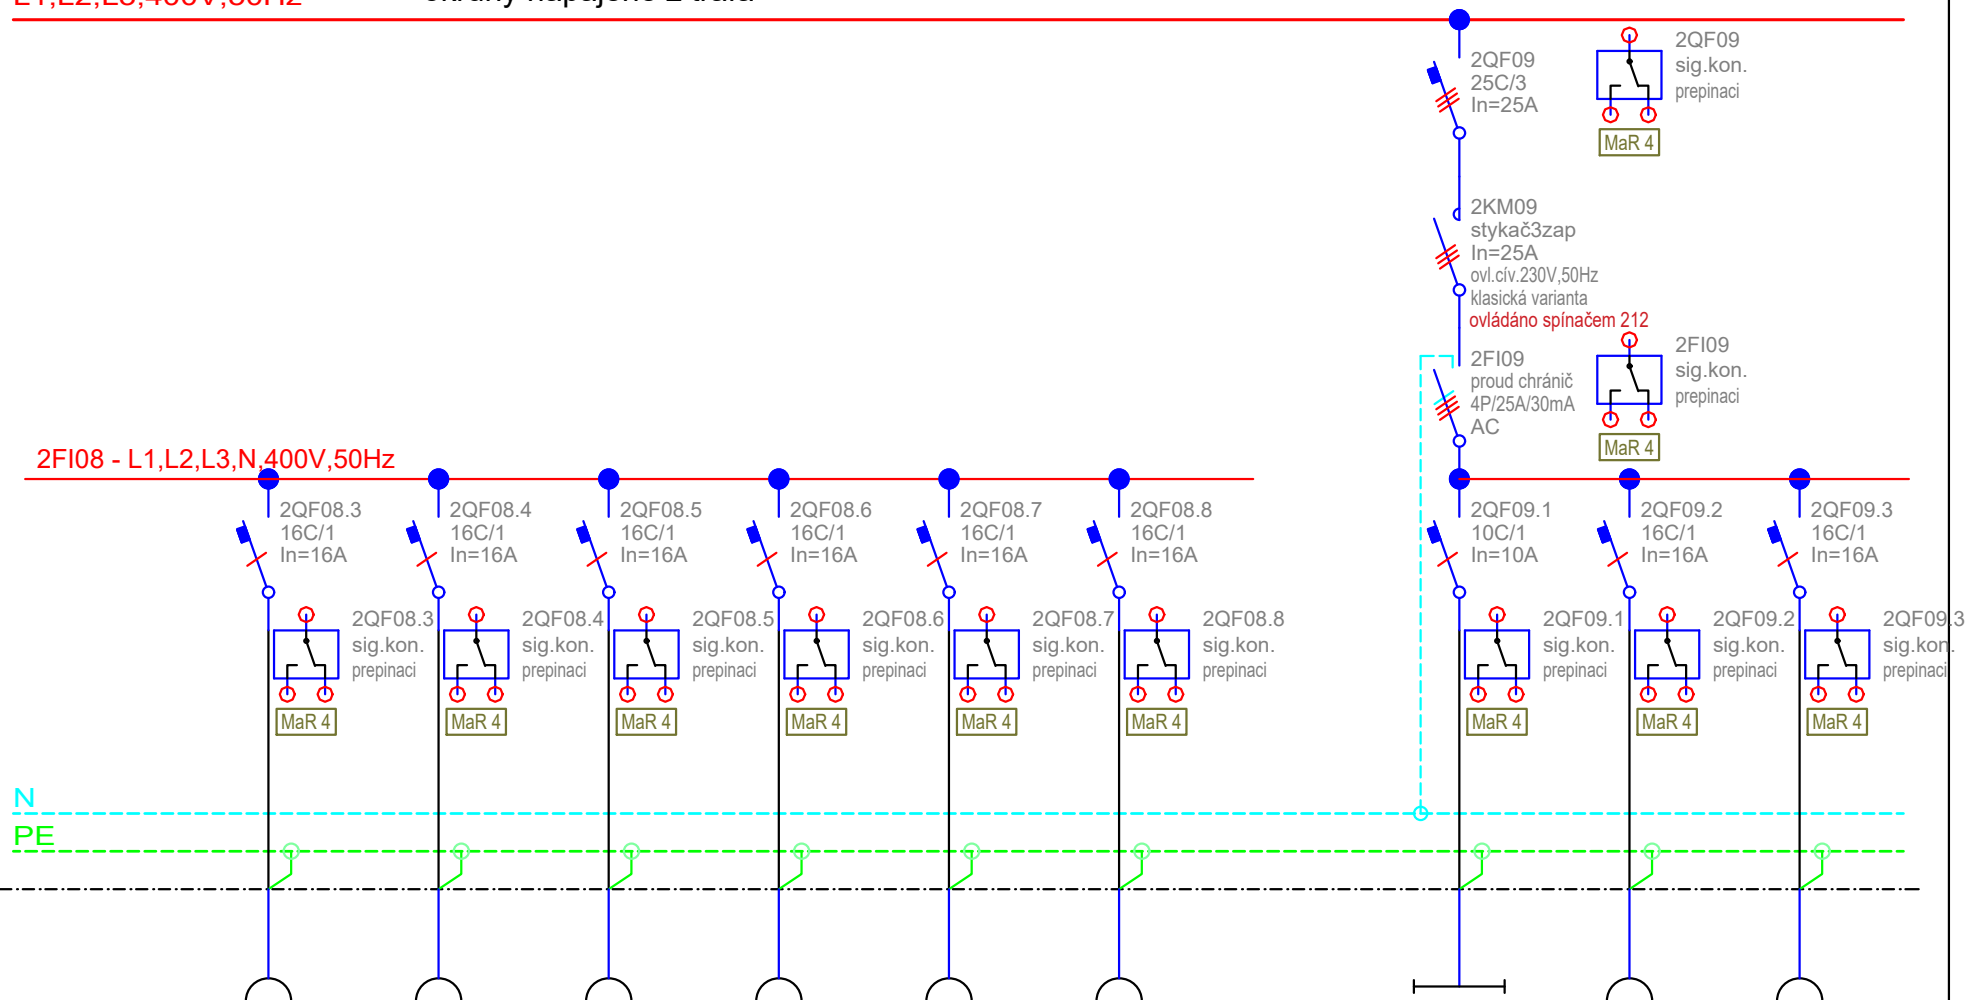 2QF09
25C/3
In=25A
2QF09
sig.kon.
prepinaci
MaR 4
2KM09
stykač3zap
In=25A
ovl.cív.230V,50Hz
klasická varianta
ovládáno spínačem 212
2FI09
proud chránič
4P/25A/30mA
AC
2FI09
sig.kon.
prepinaci
MaR 4
2FI08 - L1,L2,L3,N,400V,50Hz
2QF08.3
16C/1
In=16A
2QF08.4
16C/1
In=16A
2QF08.5
16C/1
In=16A
2QF08.6
16C/1
In=16A
2QF08.7
16C/1
In=16A
2QF08.8
16C/1
In=16A
2QF09.1
10C/1
In=10A
2QF09.2
16C/1
In=16A
2QF09.3
16C/1
In=16A
2QF08.3
sig.kon.
prepinaci
MaR 4
2QF08.4
sig.kon.
prepinaci
MaR 4
2QF08.5
sig.kon.
prepinaci
MaR 4
2QF08.6
sig.kon.
prepinaci
MaR 4
2QF08.7
sig.kon.
prepinaci
MaR 4
2QF08.8
sig.kon.
prepinaci
MaR 4
2QF09.1
sig.kon.
prepinaci
MaR 4
2QF09.2
sig.kon.
prepinaci
MaR 4
2QF09.3
sig.kon.
prepinaci
MaR 4
N
PE